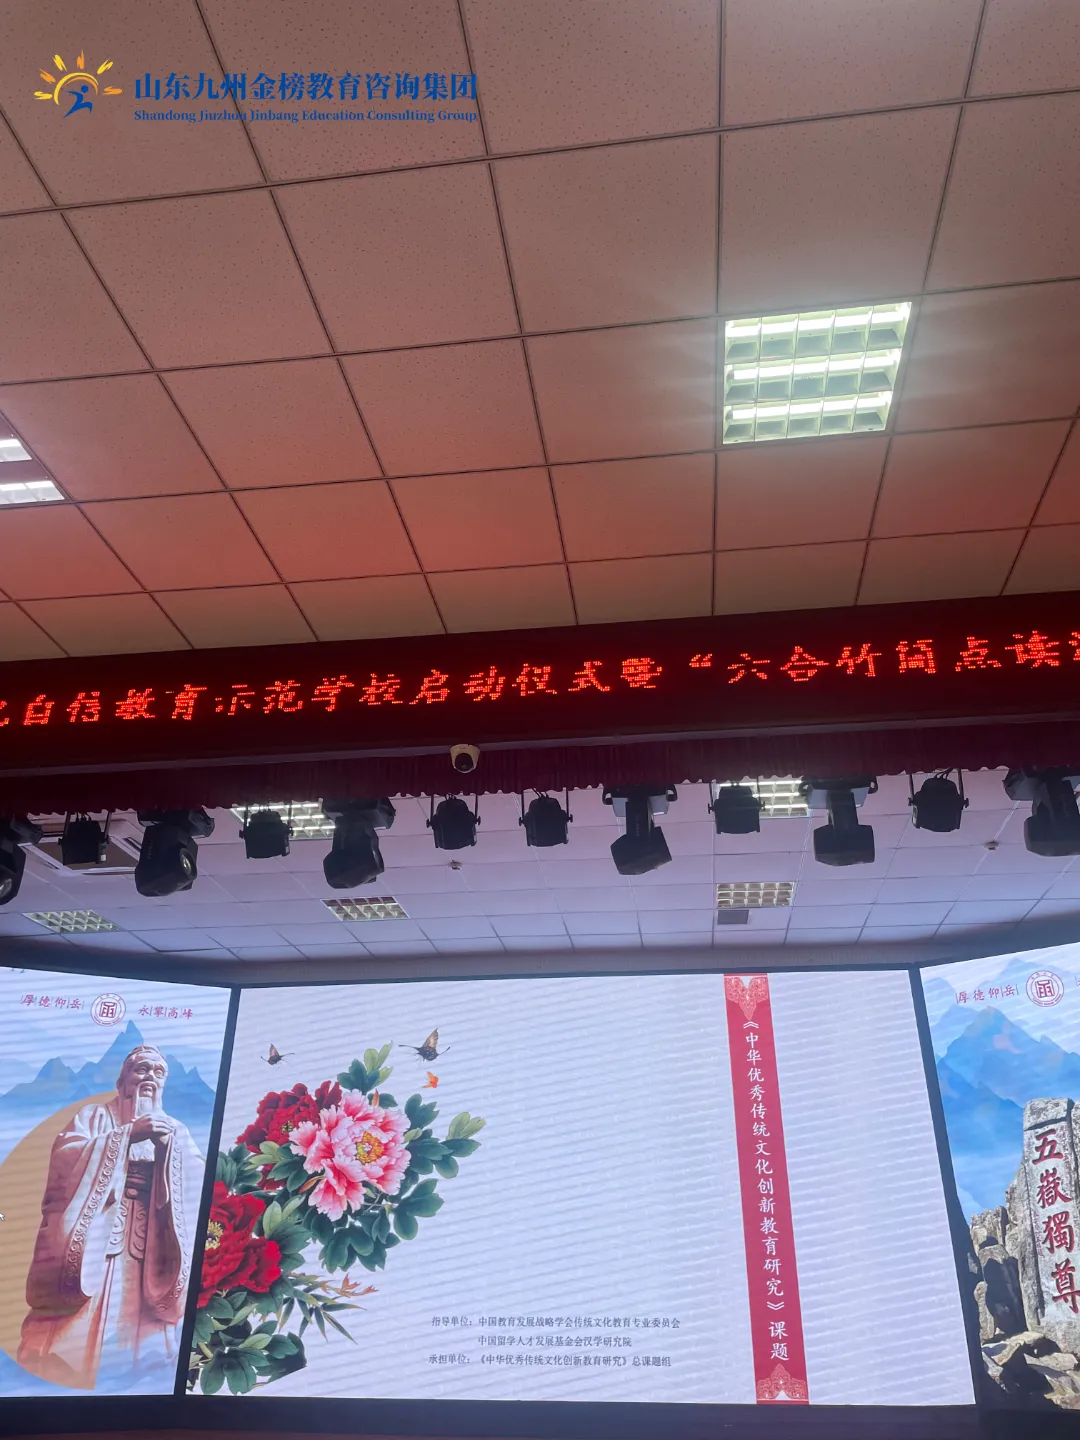 山东九州金榜教育咨询集团
Shandong Jiuzhou Jinbang Education Consulting Group
自信教育示范学校启动仪式暨“六合竹简点读
厚德仰岳
永攀高峰
《中华优秀传统文化创新教育研究》课题
指导单位：中国教育发展战略学会传统文化教育专业委员会
中国留学人才发展基金会汉学研究院
承担单位：《中华优秀传统文化创新教育研究》总课题组
厚德仰岳
五嶽獨尊